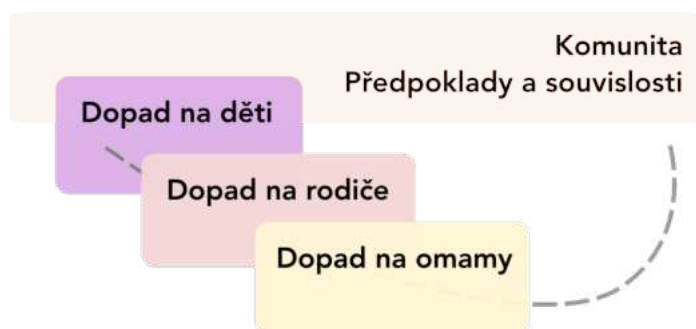 Komunita
Předpoklady a souvislosti
Dopad na děti
Dopad na rodiče
Dopad na omamy